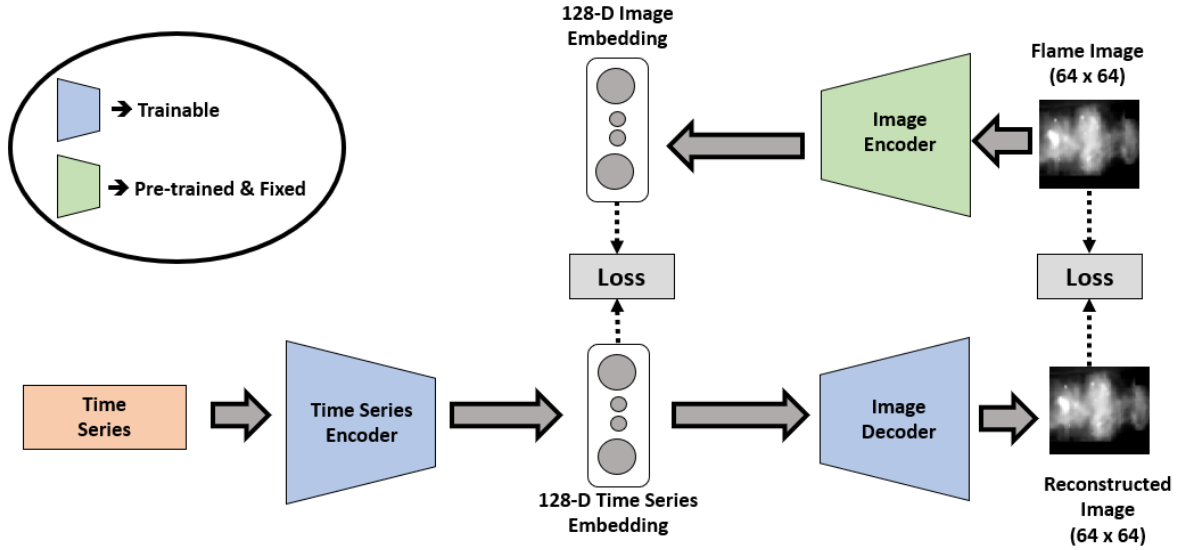 128-D Image
Embedding
Flame Image
(64 x 64)
Trainable
Pre-trained & Fixed
Image
Encoder
Loss
Loss
Time
Series
Time Series
Encoder
Image
Decoder
128-D Time Series
Embedding
Reconstructed
Image
(64 x 64)